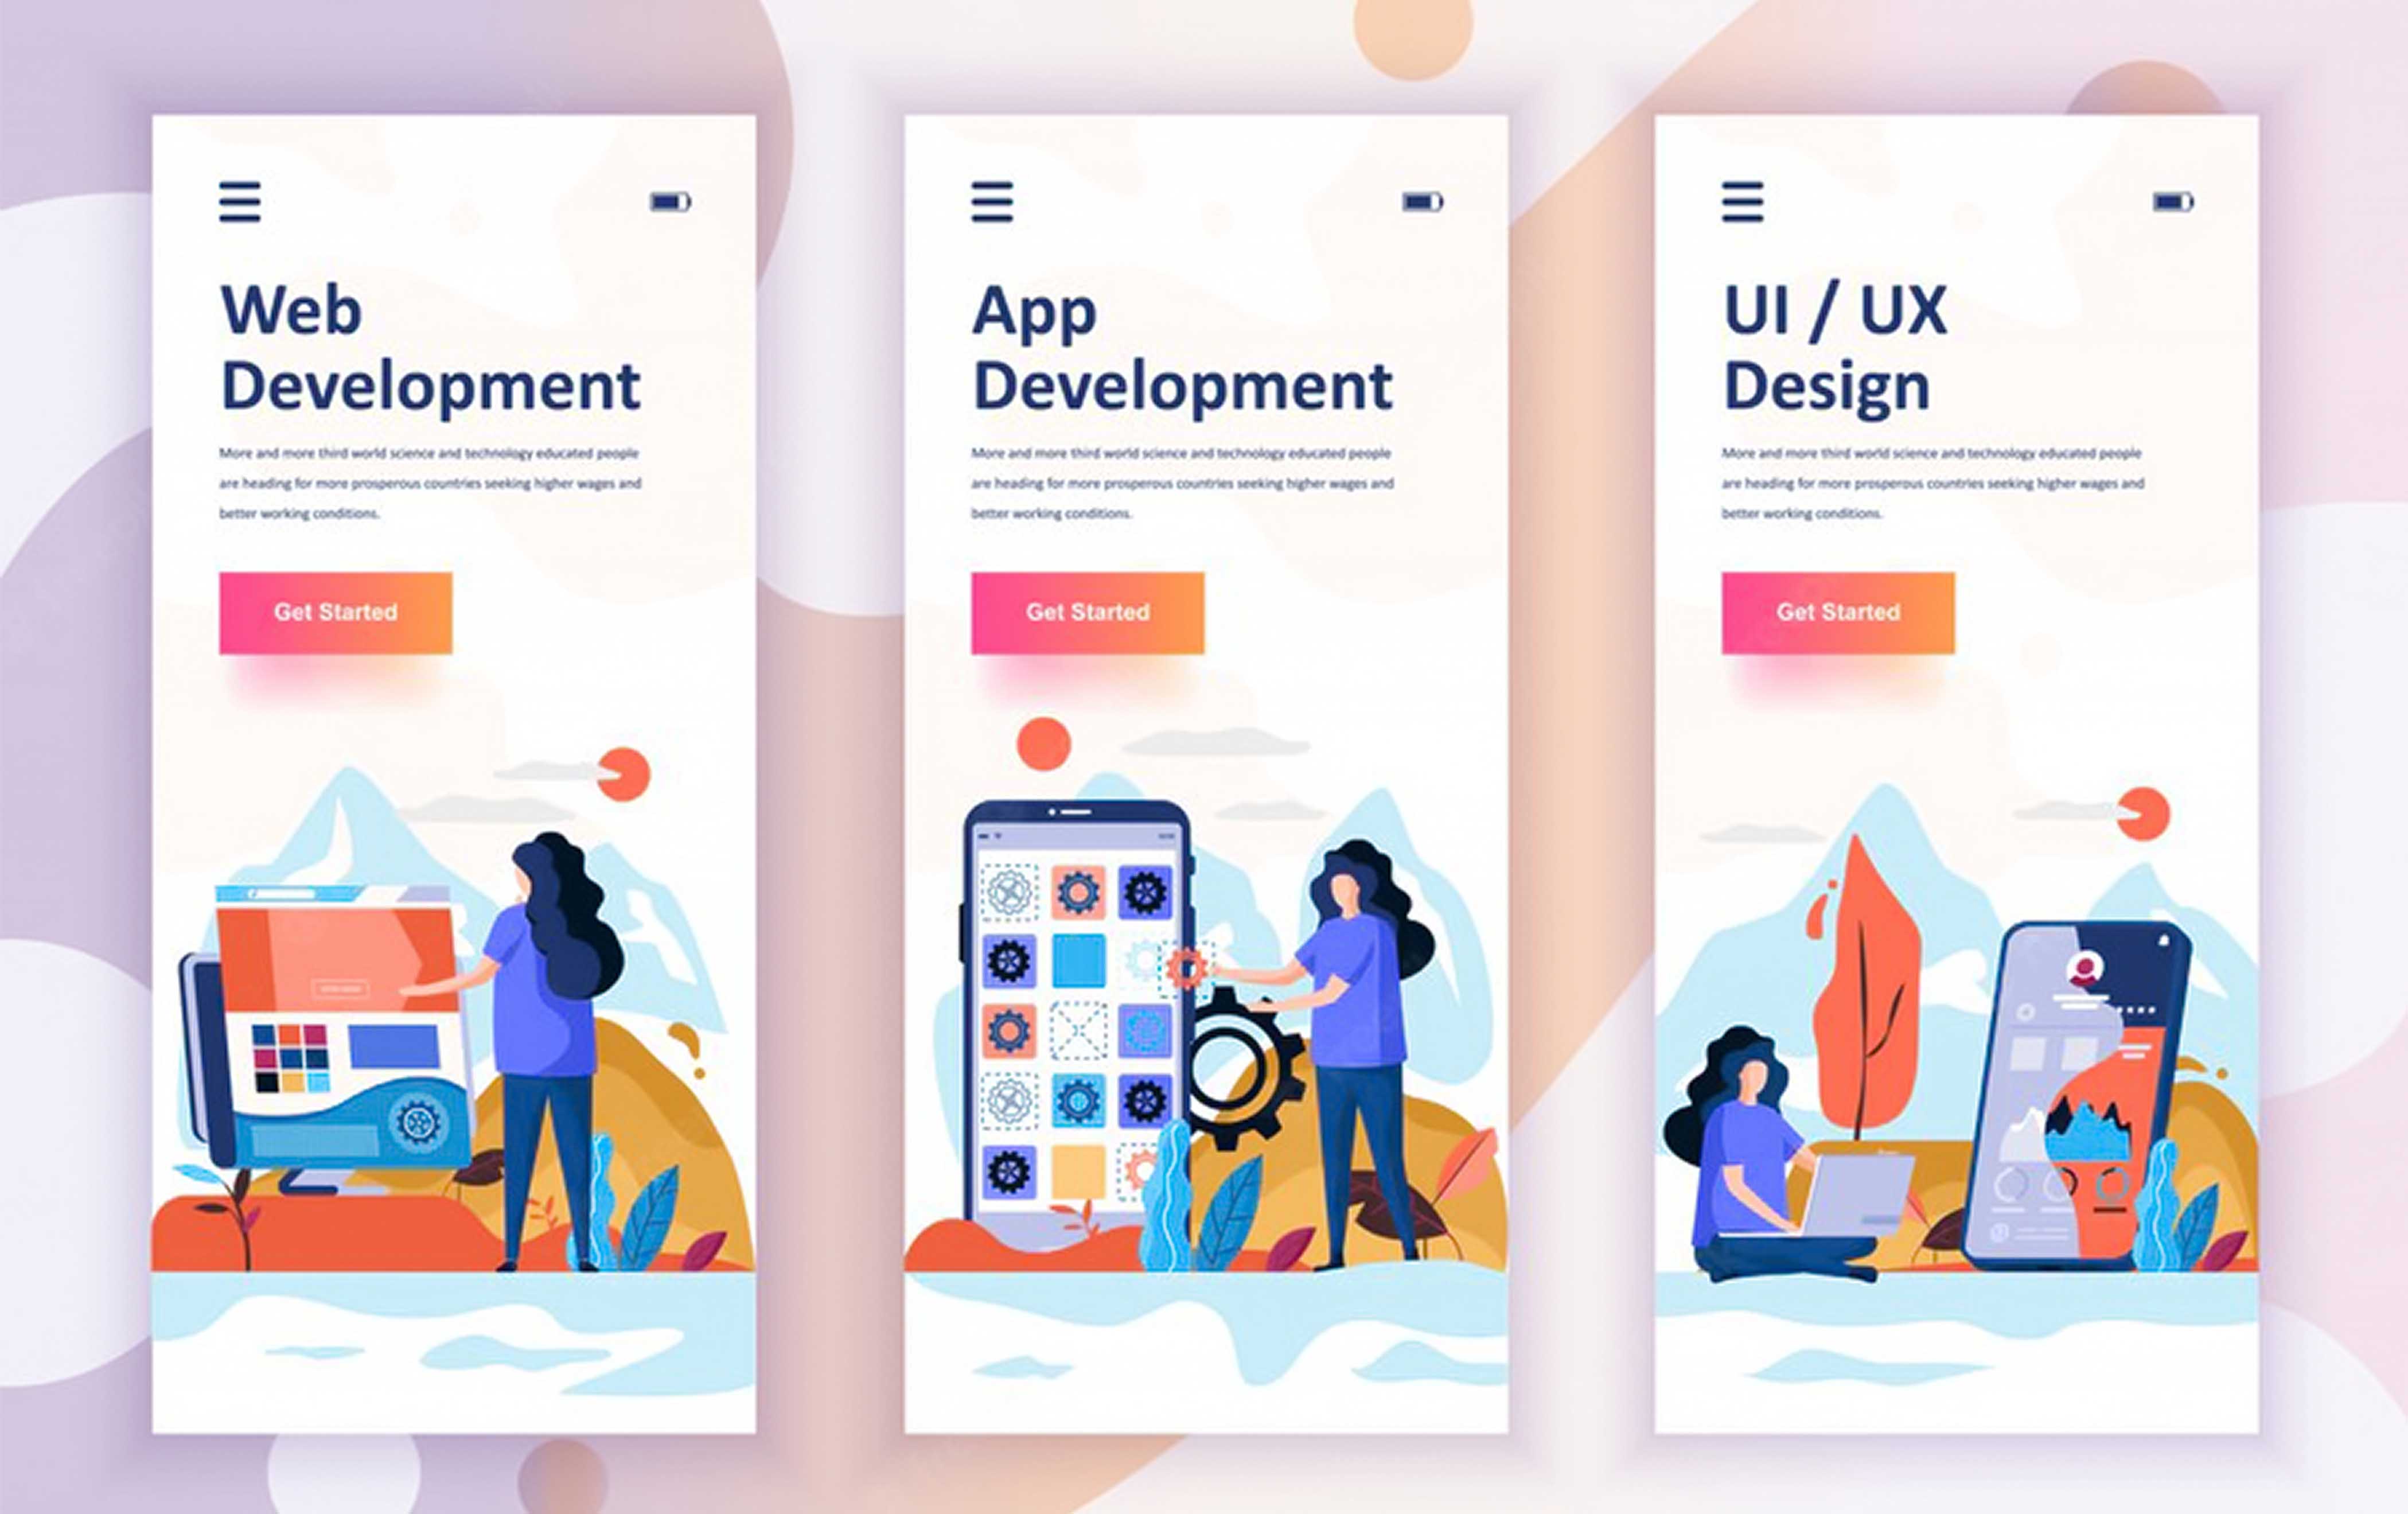 Web
Development
More and more third world science and technology educated people
are heading for more prosperous countries seeking higher wages and
better working conditions.
Get Started
App
Development
More and more third world science and technology educated people
are heading for more prosperous countries seeking higher wages and
better working conditions.
Get Started
UI / UX
Design
More and more third world science and technology educated people
are heading for more prosperous countries seeking higher wages and
better working conditions.
Get Started